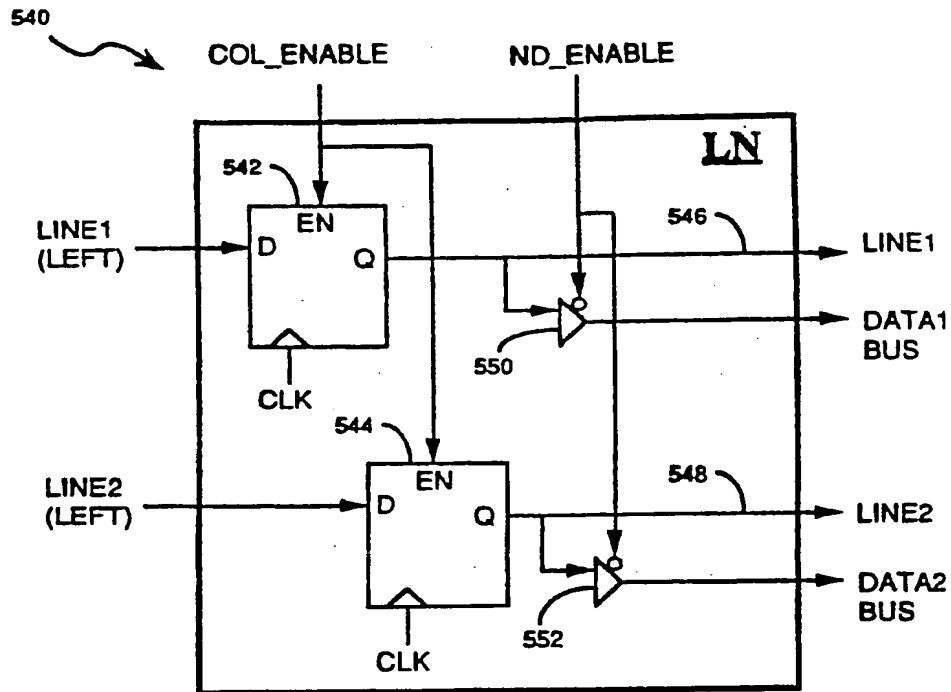 540
COL_ENABLE
ND_ENABLE
LN
542
EN
546
LINE1
(LEFT)
D
Q
LINE1
550
DATA1
BUS
CLK
544
EN
548
LINE2
(LEFT)
D
Q
LINE2
552
DATA2
BUS
CLK